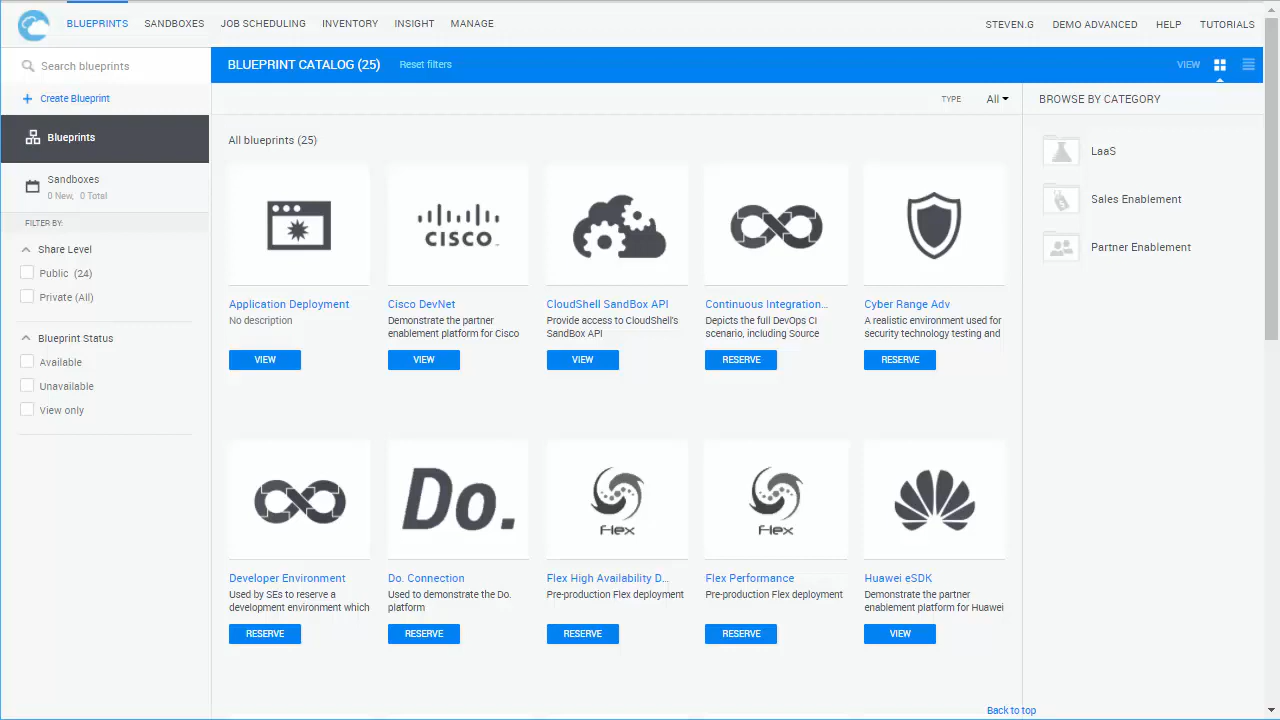 BLUEPRINTS SANDBOXES JOB SCHEDULING INVENTORY INSIGHT MANAGE STEVEN.G DEMO ADVANCED HELP TUTORIALS
Search blueprints
Create Blueprint
Blueprints
Sandboxes
0 New, 0 Total
FILTER BY:
Share Level
Public (24)
Private (All)
Blueprint Status
Available
Unavailable
View only
BLUEPRINT CATALOG (25) Reset filters VIEW
TYPE All
All blueprints (25)
CISCO
Application Deployment
No description
VIEW
Cisco DevNet
Demonstrate the partner
enablement platform for Cisco
VIEW
CloudShell SandBox API
Provide access to CloudShell's
SandBox API
VIEW
Continuous Integration...
Depicts the full DevOps CI
scenario, including Source
RESERVE
Cyber Range Adv
A realistic environment used for
security technology testing and
RESERVE
Developer Environment
Used by SEs to reserve a
development environment which
RESERVE
Do.
Do. Connection
Used to demonstrate the Do.
platform
RESERVE
Flex
Flex High Availability D...
Pre-production Flex deployment
RESERVE
Flex
Flex Performance
Pre-production Flex deployment
RESERVE
Huawei eSDK
Demonstrate the partner
enablement platform for Huawei
VIEW
Back to top
BROWSE BY CATEGORY
LaaS
Sales Enablement
Partner Enablement